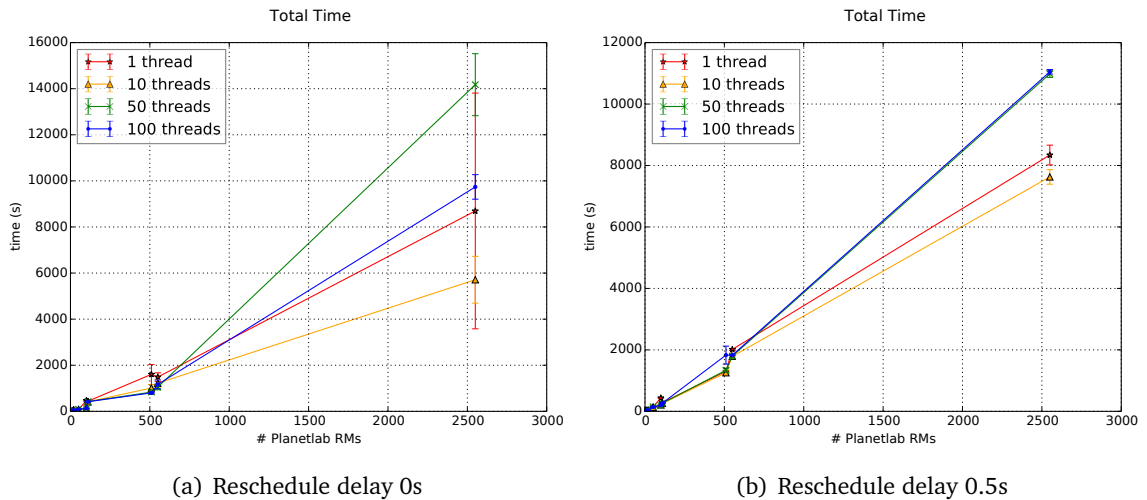 Total Time
16000
14000
12000
10000
8000
6000
4000
2000
0
time (s)
1 thread
10 threads
50 threads
100 threads
0 500 1000 1500 2000 2500 3000
# Planetlab RMs
(a) Reschedule delay 0s
Total Time
12000
10000
8000
6000
4000
2000
0
time (s)
1 thread
10 threads
50 threads
100 threads
0 500 1000 1500 2000 2500 3000
# Planetlab RMs
(b) Reschedule delay 0.5s